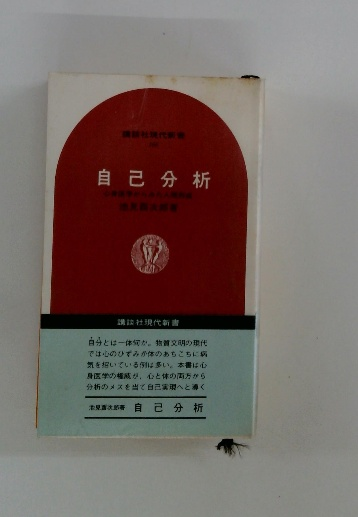 講談社現代新書
自己分析
池見酉次郎著
講談社現代新書
自分とは一体何か。物質文明の現代
では心のひずみが体のあちこちに病
気を招いている例は多い。本書は心
身医学の権威が、心と体の両方から
分析のメスを当て自己実現へと導く
池見酉次郎著 自己分析